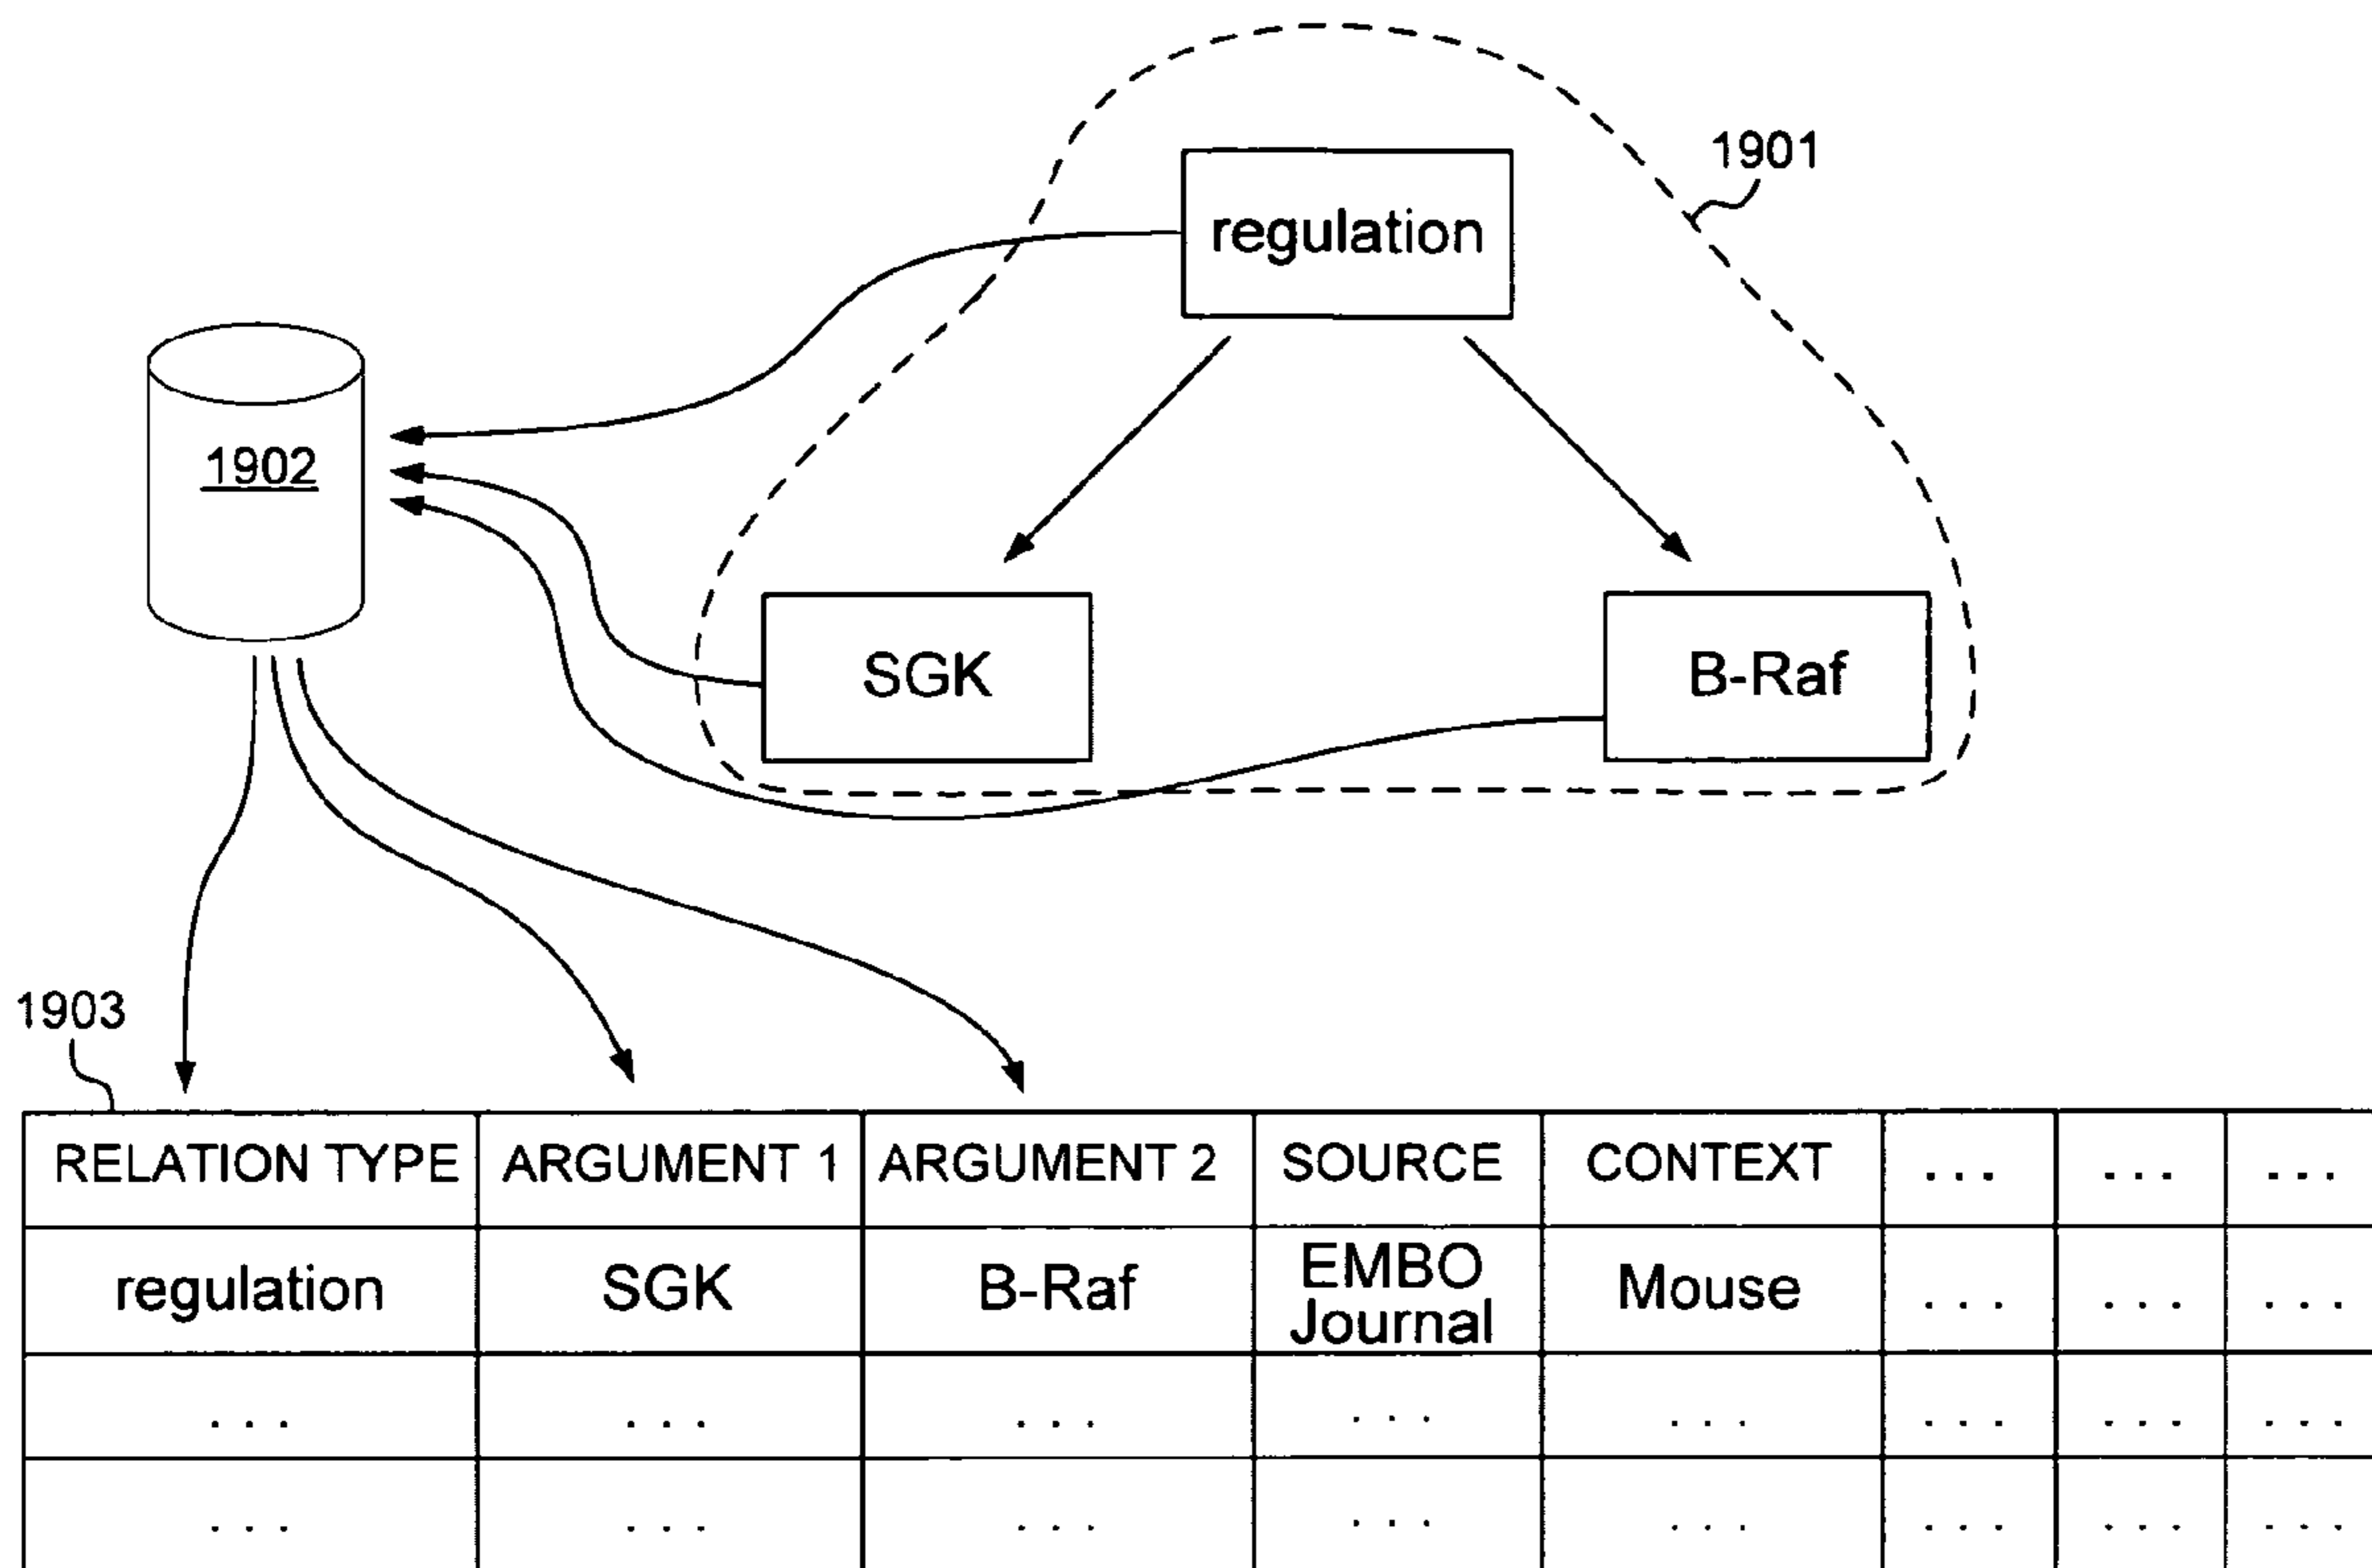 1901
regulation
1902
SGK
B-Raf
1903
RELATION TYPE ARGUMENT 1 ARGUMENT 2 SOURCE CONTEXT ... ... ...
regulation SGK B-Raf EMBO Journal Mouse ... ... ...
... ... ... ... ... ... ... ...
... ... ... ... ... ... ... ...